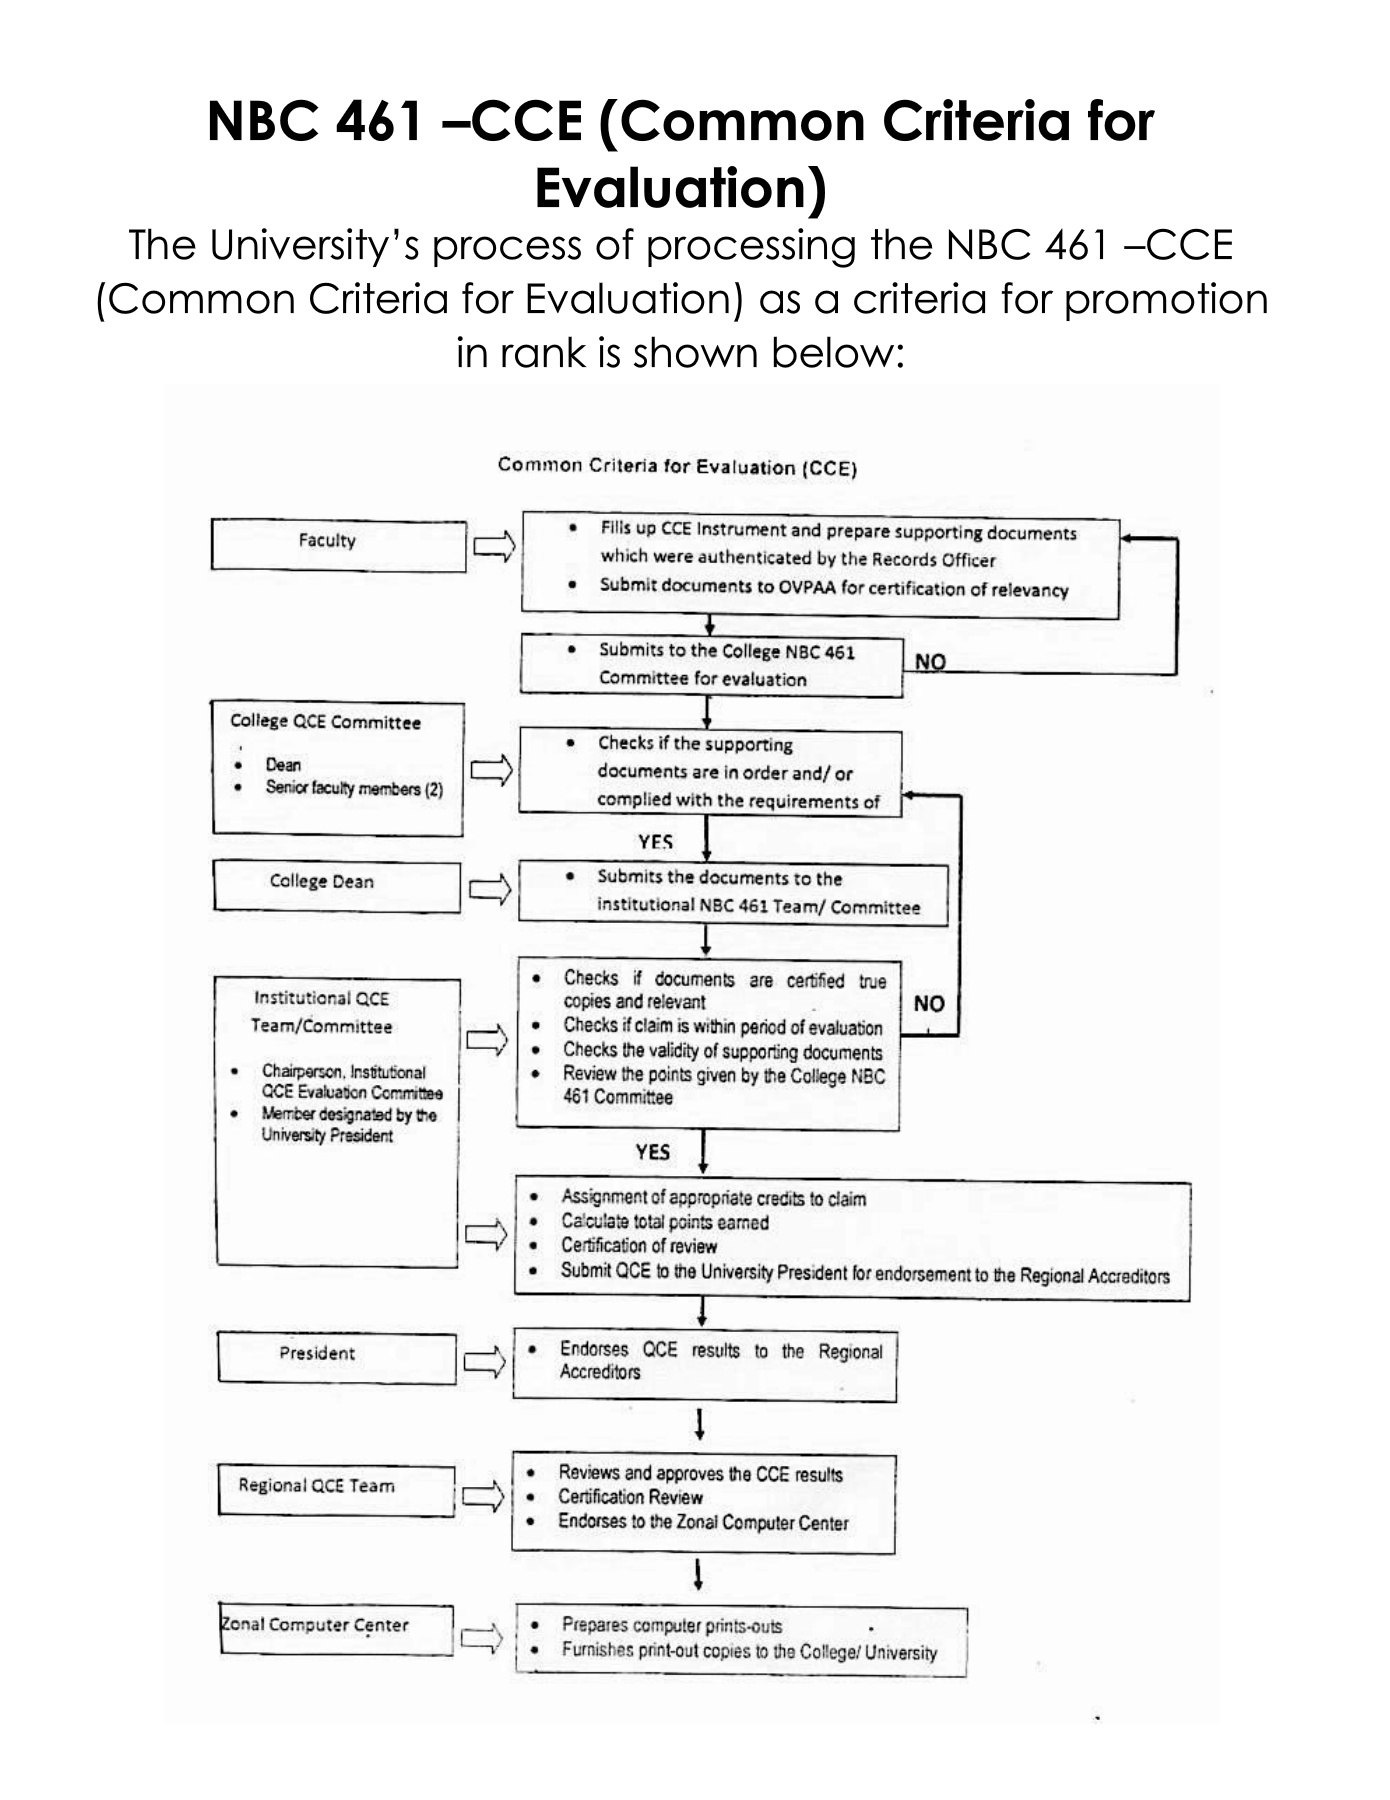 NBC 461 –CCE (Common Criteria for
Evaluation)
The University’s process of processing the NBC 461 –CCE
(Common Criteria for Evaluation) as a criteria for promotion
in rank is shown below:
Common Criteria for Evaluation (CCE)
Faculty
• Fills up CCE Instrument and prepare supporting documents
which were authenticated by the Records Officer
• Submit documents to OVPAA for certification of relevancy
• Submits to the College NBC 461
Committee for evaluation
NO
College QCE Committee
• Dean
• Senior faculty members (2)
• Checks if the supporting
documents are in order and/ or
complied with the requirements of
YES
College Dean
• Submits the documents to the
institutional NBC 461 Team/ Committee
Institutional QCE
Team/Committee
• Chairperson, Institutional
QCE Evaluation Committee
• Member designated by the
University President
• Checks if documents are certified true
copies and relevant
• Checks if claim is within period of evaluation
• Checks the validity of supporting documents
• Review the points given by the College NBC
461 Committee
NO
YES
• Assignment of appropriate credits to claim
• Calculate total points earned
• Certification of review
• Submit QCE to the University President for endorsement to the Regional Accreditors
President
• Endorses QCE results to the Regional
Accreditors
Regional QCE Team
• Reviews and approves the CCE results
• Certification Review
• Endorses to the Zonal Computer Center
Zonal Computer Center
• Prepares computer prints-outs
• Furnishes print-out copies to the College/ University